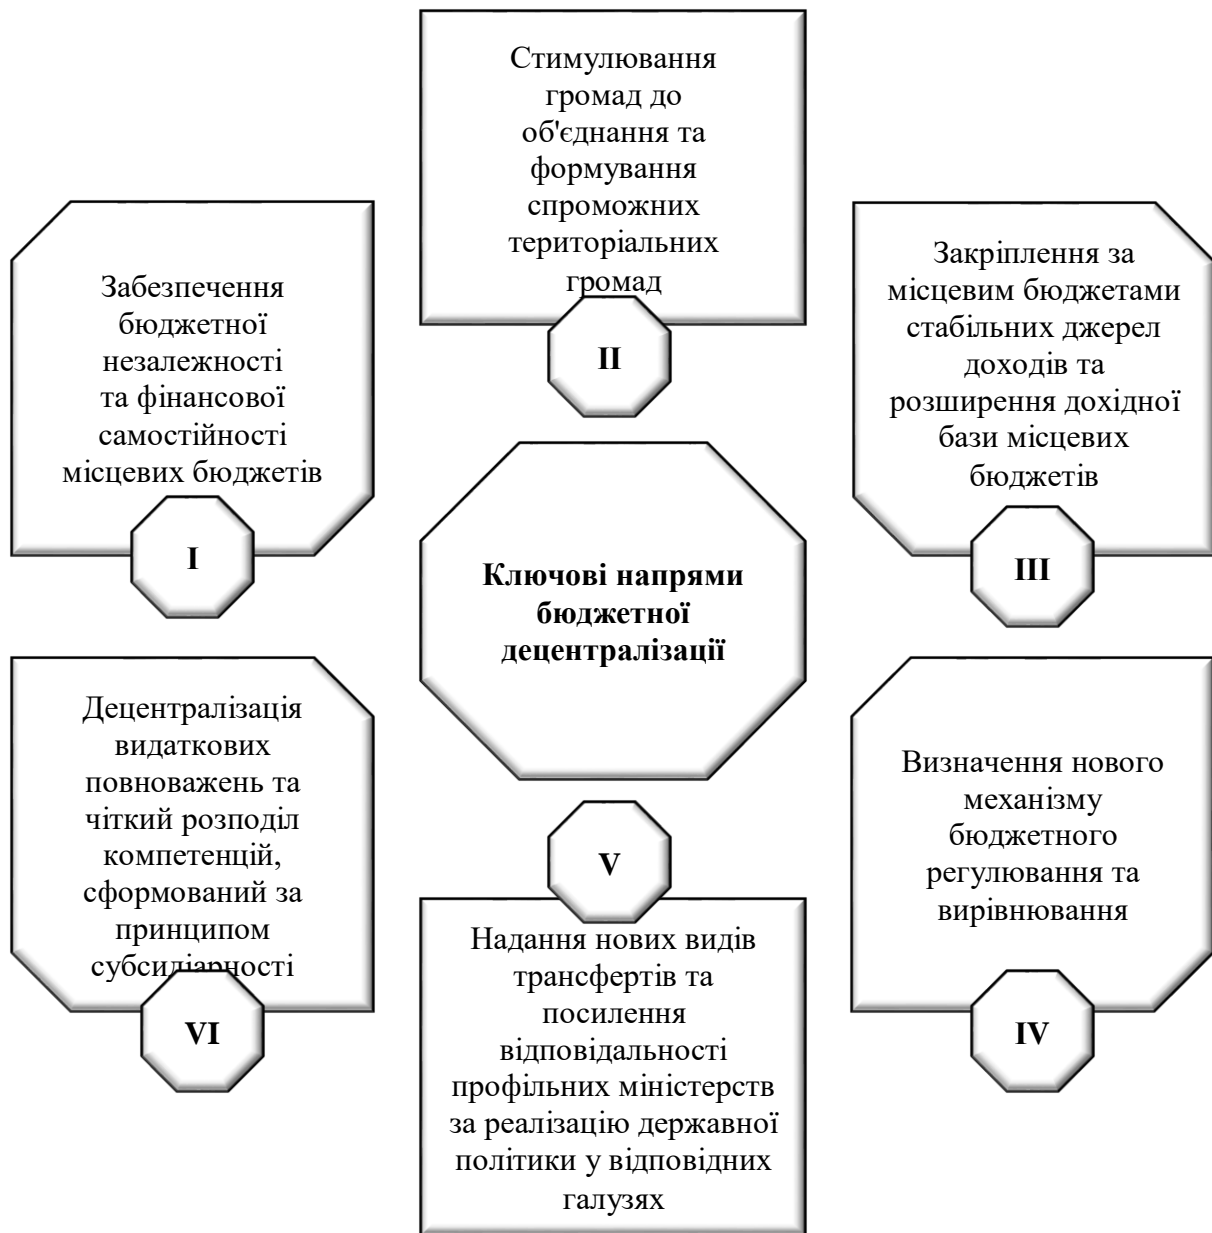 Стимулювання
громад до
об'єднання та
формування
спроможних
територіальних
громад
II
Забезпечення
бюджетної
незалежності
та фінансової
самостійності
місцевих бюджетів
I
Закріплення за
місцевим бюджетами
стабільних джерел
доходів та
розширення дохідної
бази місцевих
бюджетів
III
Ключові напрями
бюджетної
децентралізації
Децентралізація
видаткових
повноважень та
чіткий розподіл
компетенцій,
сформований за
принципом
субсидіарності
VI
V
Надання нових видів
трансфертів та
посилення
відповідальності
профільних міністерств
за реалізацію державної
політики у відповідних
галузях
Визначення нового
механізму
бюджетного
регулювання та
вирівнювання
IV